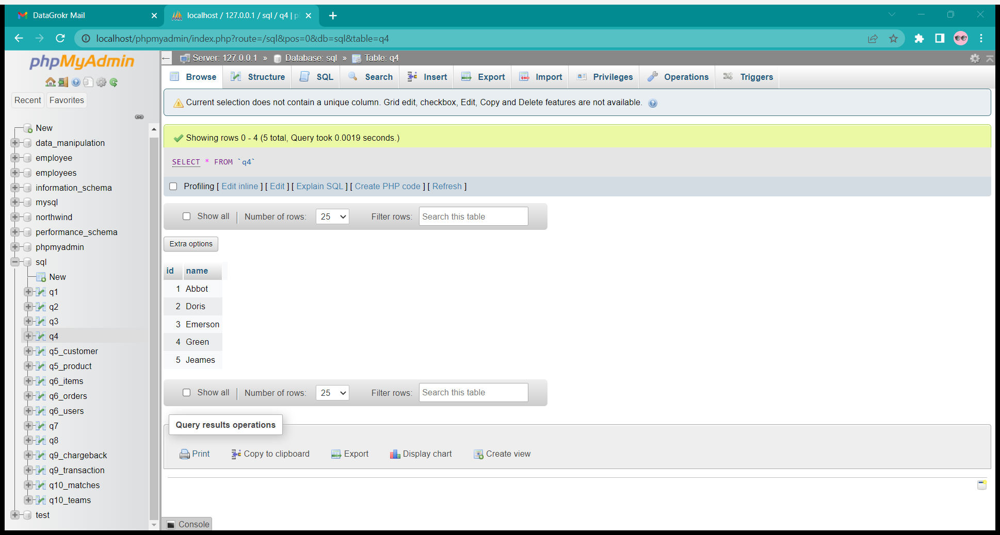 DataGrokr Mail
localhost / 127.0.0.1 / sql / q4 | p
localhost/phpmyadmin/index.php?route=/sql&pos=0&db=sql&table=q4
phpMyAdmin
Recent
Favorites
New
data_manipulation
employee
employees
information_schema
mysql
northwind
performance_schema
phpmyadmin
sql
New
q1
q2
q3
q4
q5_customer
q5_product
q6_items
q6_orders
q6_users
q7
q8
q9_chargeback
q9_transaction
q10_matches
q10_teams
test
Server: 127.0.0.1 » Database: sql » Table: q4
Browse Structure SQL Search Insert Export Import Privileges Operations Triggers
Current selection does not contain a unique column. Grid edit, checkbox, Edit, Copy and Delete features are not available.
Showing rows 0 - 4 (5 total, Query took 0.0019 seconds.)
SELECT * FROM `q4`
Profiling [ Edit inline ] [ Edit ] [ Explain SQL ] [ Create PHP code ] [ Refresh ]
Show all | Number of rows: 25 Filter rows: Search this table
Extra options
id name
1 Abbot
2 Doris
3 Emerson
4 Green
5 Jeames
Show all | Number of rows: 25 Filter rows: Search this table
Query results operations
Print Copy to clipboard Export Display chart Create view
Console